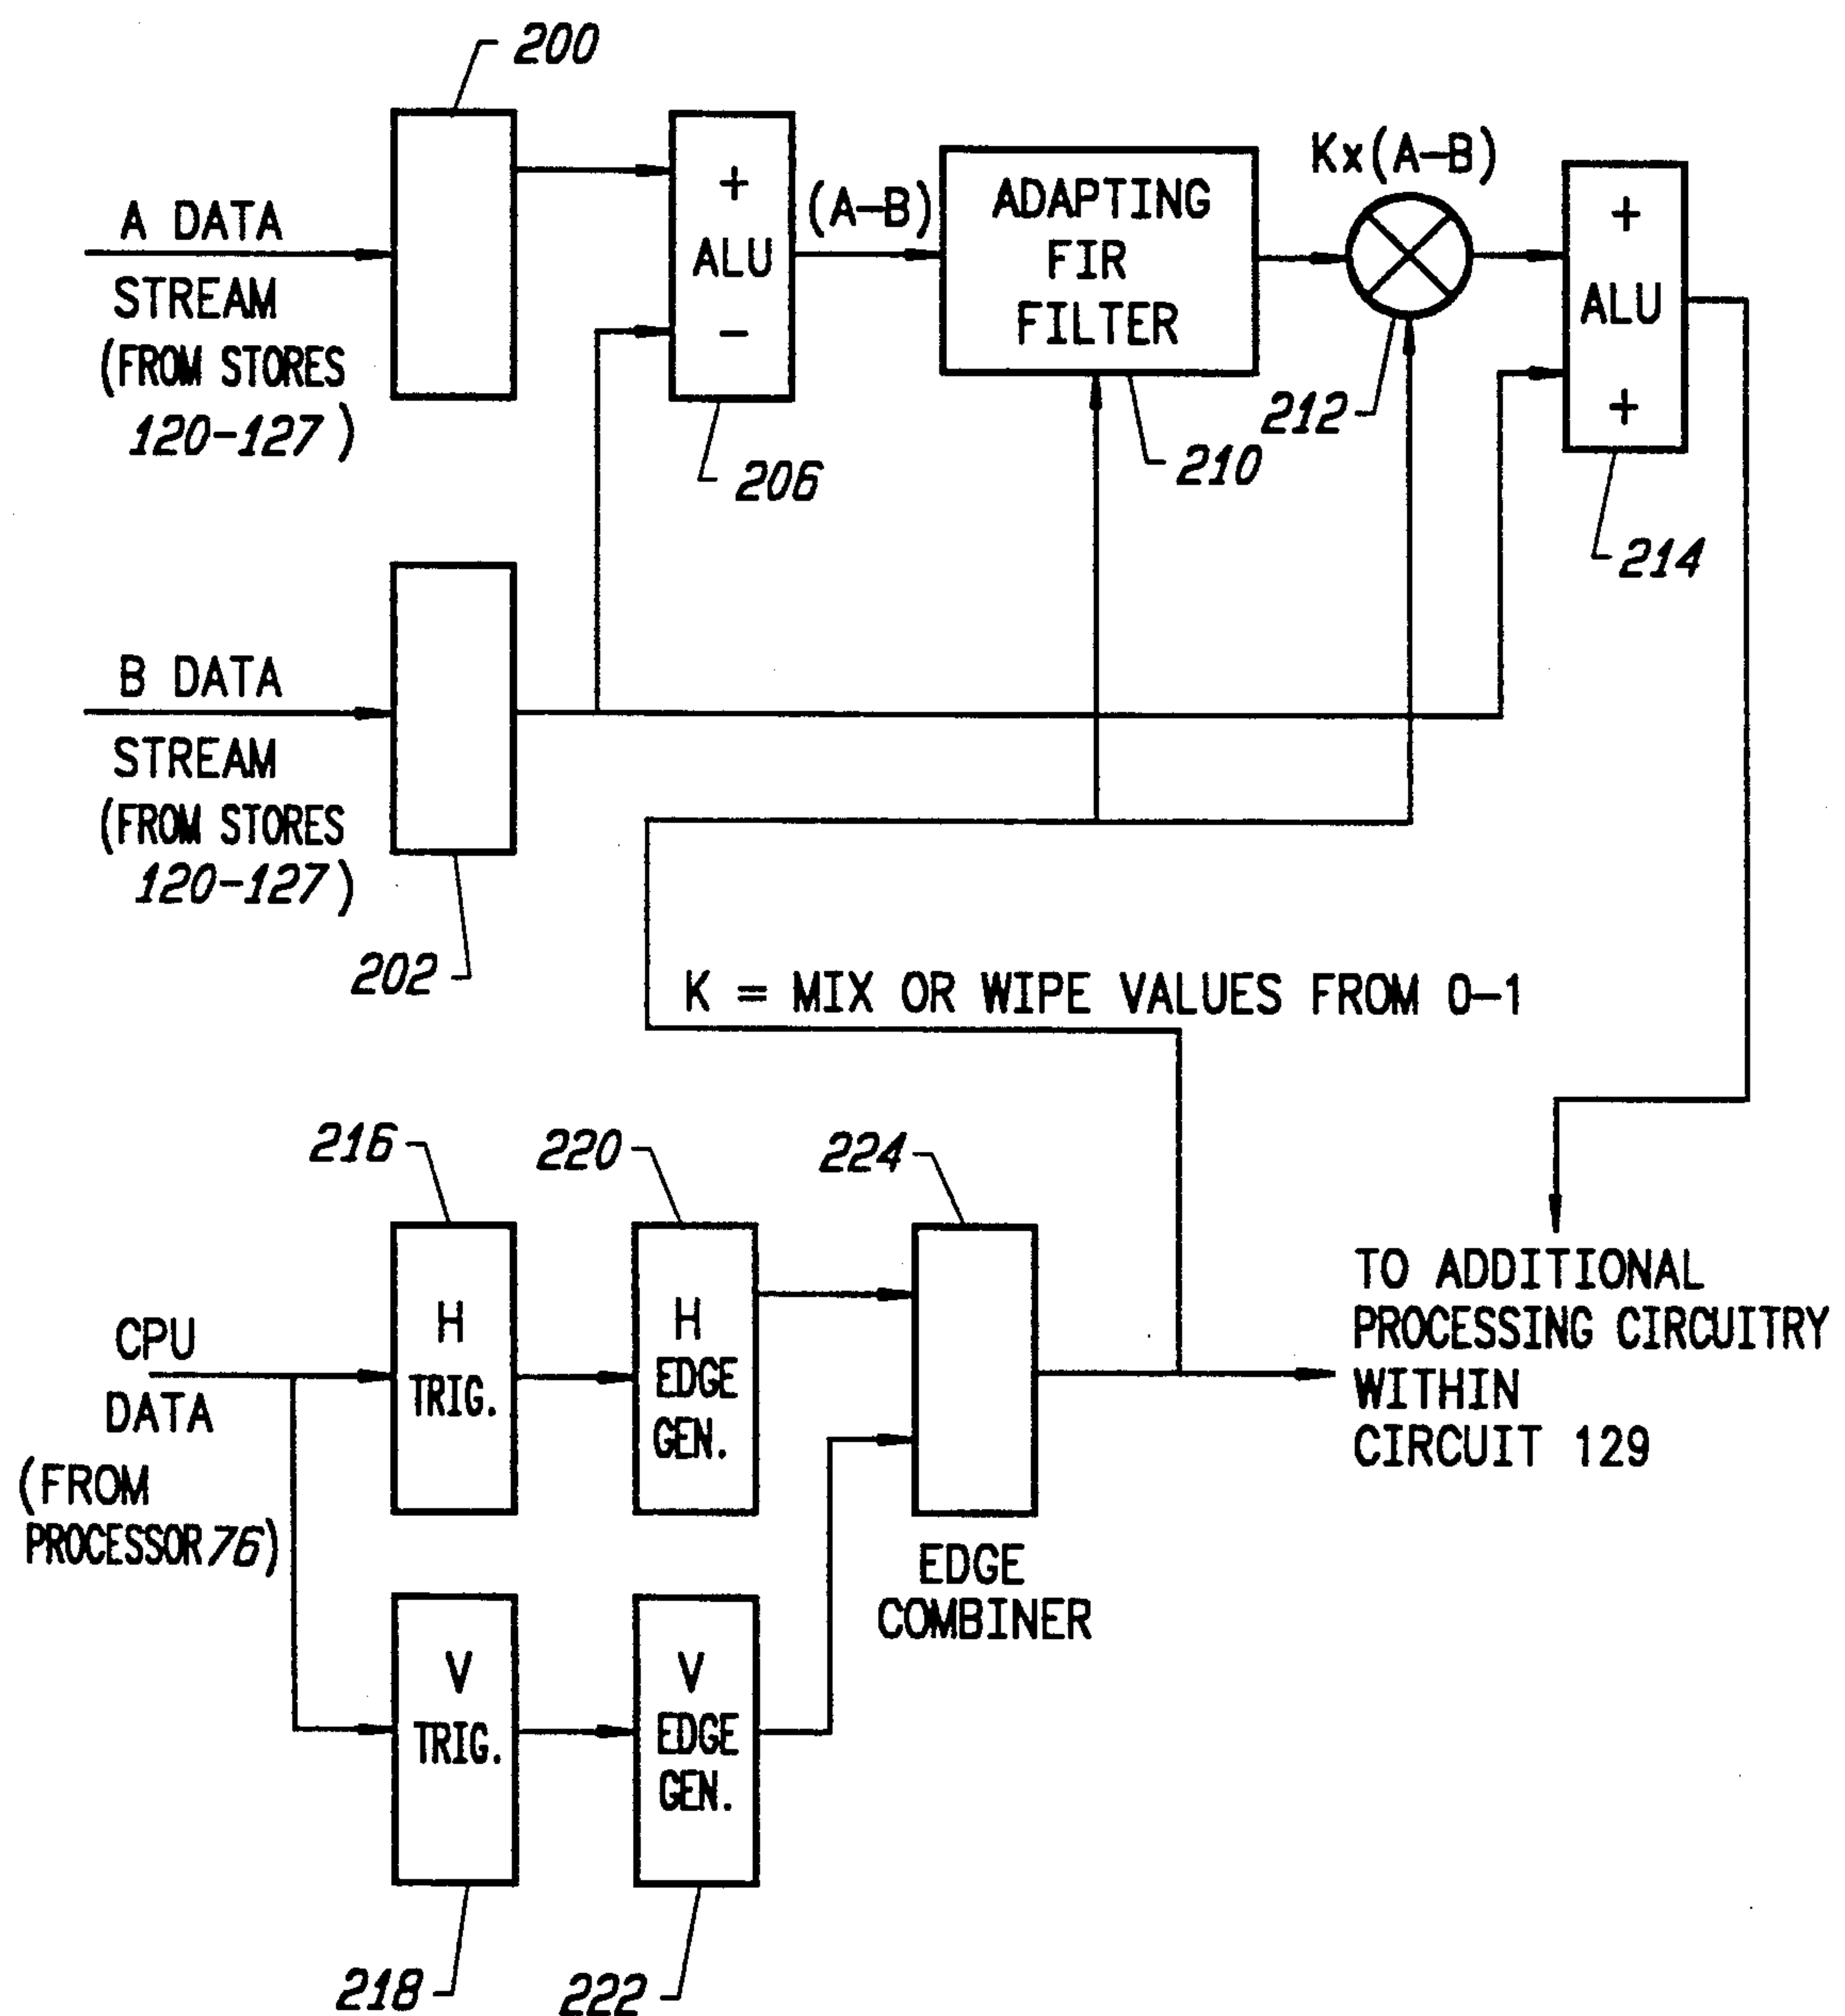 200
A DATA
STREAM
(FROM STORES
120-127)
+
ALU
-
206
(A-B)
ADAPTING
FIR
FILTER
210
Kx(A-B)
212
+
ALU
+
214
B DATA
STREAM
(FROM STORES
120-127)
202
K = MIX OR WIPE VALUES FROM 0-1
216
220
224
CPU
DATA
(FROM
PROCESSOR 76)
H
TRIG.
H
EDGE
GEN.
EDGE
COMBINER
TO ADDITIONAL
PROCESSING CIRCUITRY
WITHIN
CIRCUIT 129
V
TRIG.
V
EDGE
GEN.
218
222